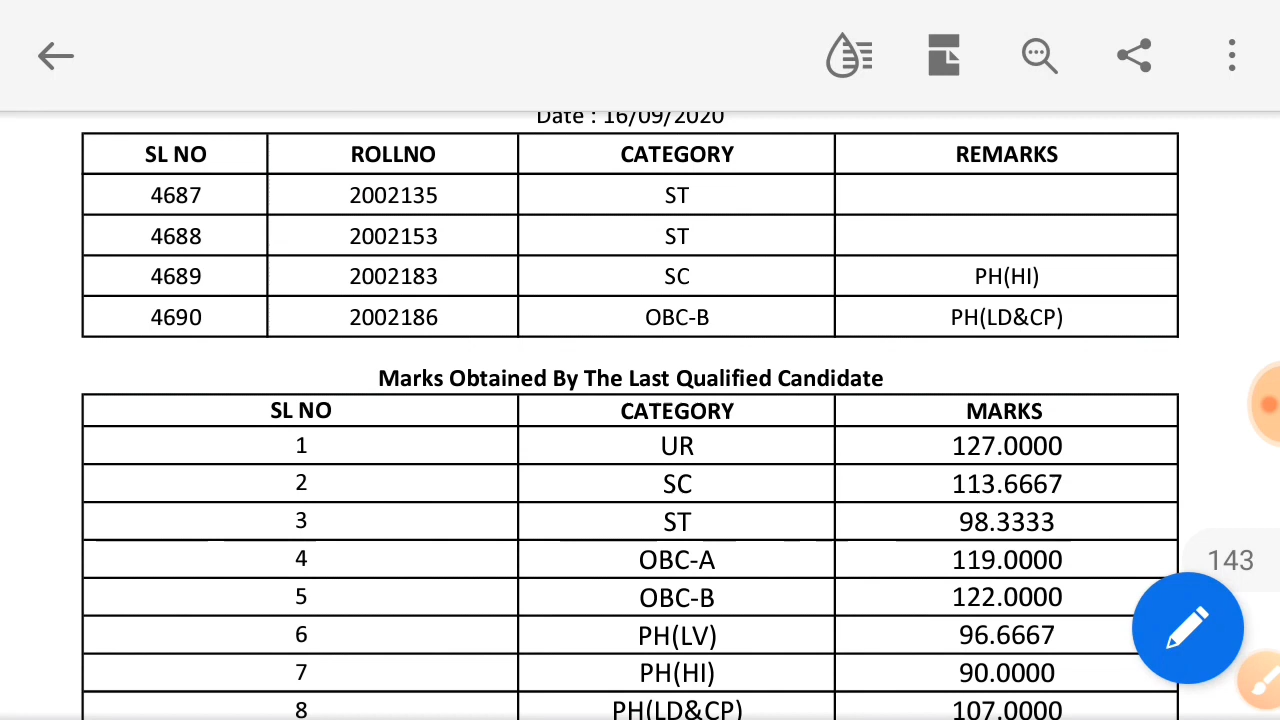 Date : 16/09/2020
SL NO ROLLNO CATEGORY REMARKS
4687 2002135 ST
4688 2002153 ST
4689 2002183 SC PH(HI)
4690 2002186 OBC-B PH(LD&CP)
Marks Obtained By The Last Qualified Candidate
SL NO CATEGORY MARKS
1 UR 127.0000
2 SC 113.6667
3 ST 98.3333
4 OBC-A 119.0000
5 OBC-B 122.0000
6 PH(LV) 96.6667
7 PH(HI) 90.0000
8 PH(LD&CP) 107.0000
143